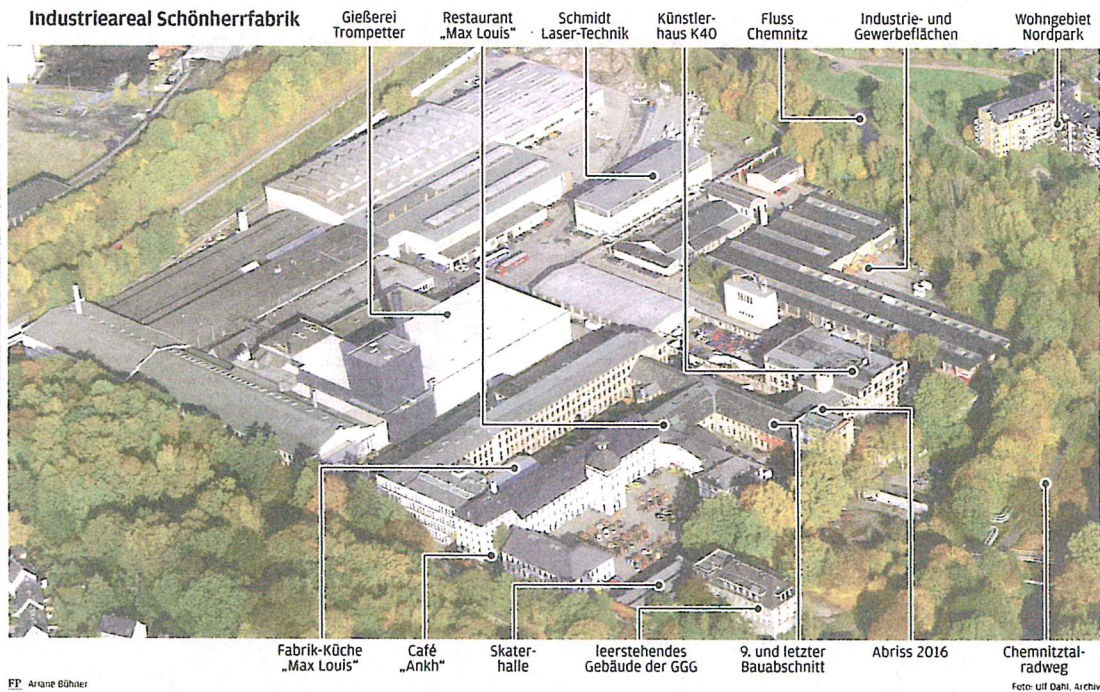 Industrieareal Schönherrfabrik
Gießerei
Trompetter
Restaurant
„Max Louis“
Schmidt
Laser-Technik
Künstler-
haus K40
Fluss
Chemnitz
Industrie- und
Gewerbeflächen
Wohngebiet
Nordpark
Fabrik-Küche
„Max Louis“
Café
„Ankh“
Skater-
halle
leerstehendes
Gebäude der GGG
9. und letzter
Bauabschnitt
Abriss 2016
Chemnitztal-
radweg
FP Ariane Bühner
Foto: Ulf Dahl, Archiv